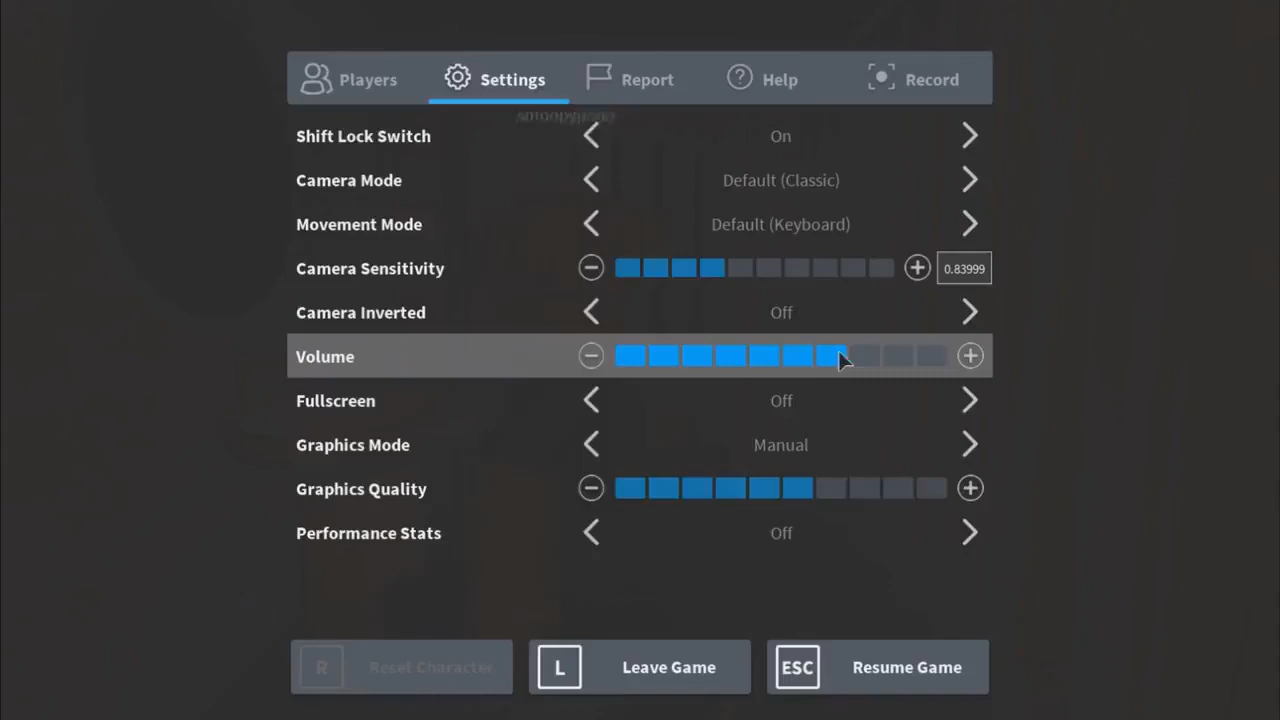 Players Settings Report Help Record
Shift Lock Switch On
Camera Mode Default (Classic)
Movement Mode Default (Keyboard)
Camera Sensitivity 0.83999
Camera Inverted Off
Volume
Fullscreen Off
Graphics Mode Manual
Graphics Quality
Performance Stats Off
R Reset Character L Leave Game ESC Resume Game